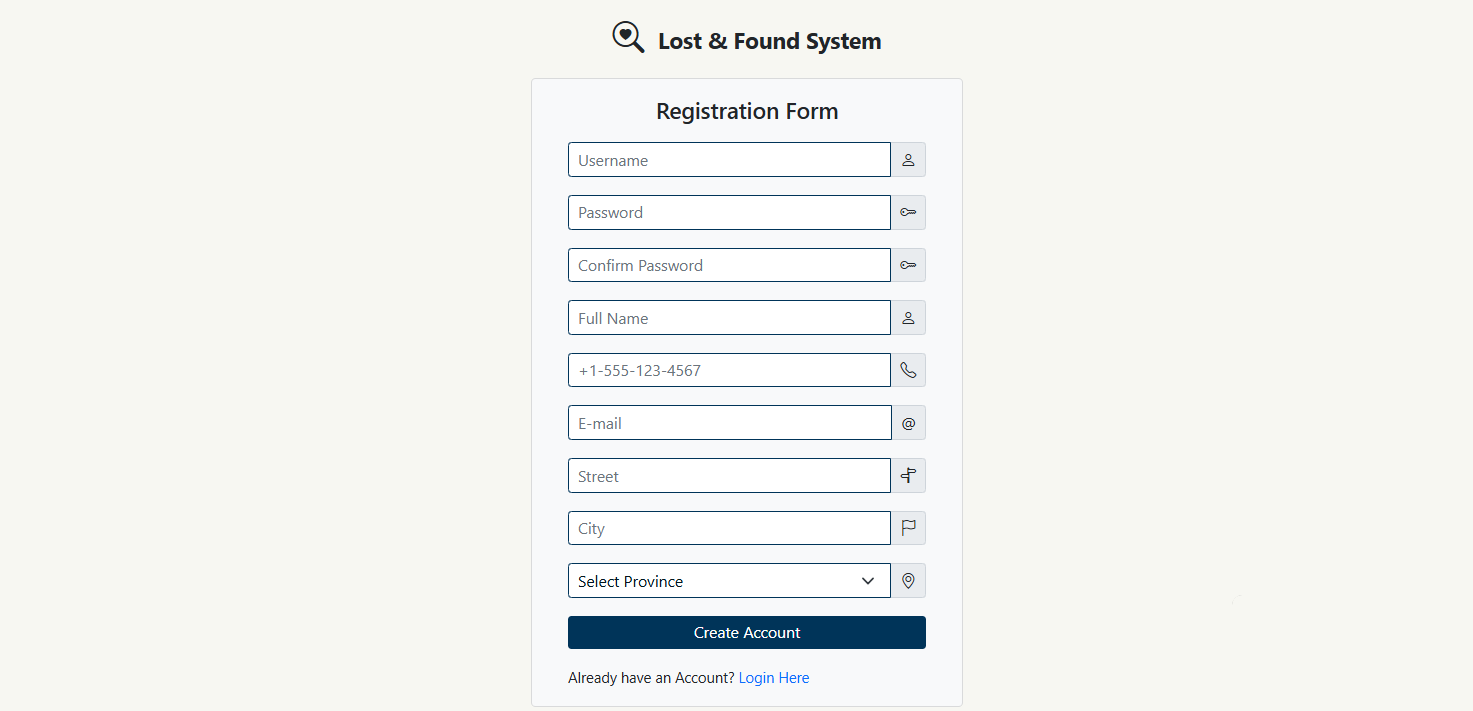 Lost & Found System
Registration Form
Username
Password
Confirm Password
Full Name
+1-555-123-4567
E-mail
@
Street
City
Select Province
Create Account
Already have an Account? Login Here